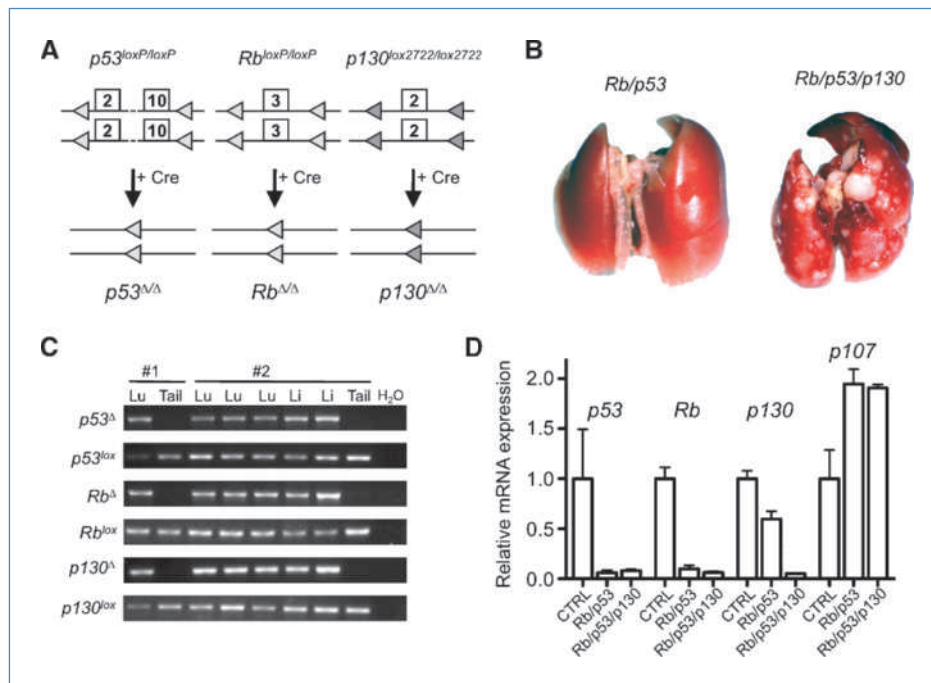 A
p53loxP/loxP RbloxP/loxP p130lox2722/lox2722
2 10 3 2
2 10 3 2
+ Cre + Cre + Cre
p53Δ/Δ RbΔ/Δ p130Δ/Δ
B
Rb/p53 Rb/p53/p130
C
#1 #2
Lu Tail Lu Lu Lu Li Li Tail H2O
p53Δ
p53lox
RbΔ
Rblox
p130Δ
p130lox
D
p107
p53 Rb p130
Relative mRNA expression
2.0
1.5
1.0
0.5
0.0
CTRL Rb/p53 Rb/p53/p130 CTRL Rb/p53 Rb/p53/p130 CTRL Rb/p53 Rb/p53/p130 CTRL Rb/p53 Rb/p53/p130